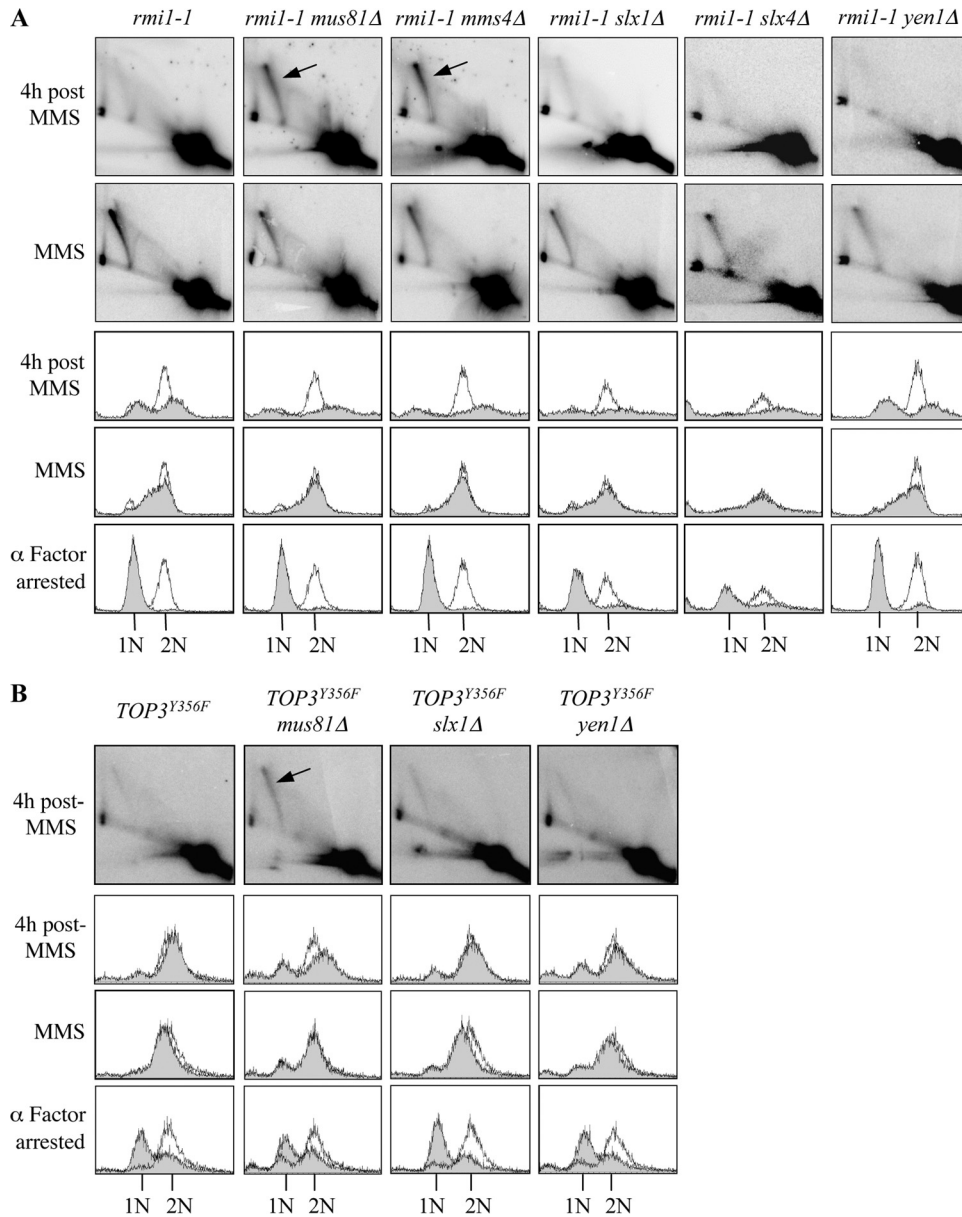 A
rmi1-1 rmi1-1 mus81Δ rmi1-1 mms4Δ rmi1-1 slx1Δ rmi1-1 slx4Δ rmi1-1 yen1Δ
4h post
MMS
MMS
4h post
MMS
MMS
α Factor
arrested
1N 2N 1N 2N 1N 2N 1N 2N 1N 2N 1N 2N
B
TOP3Y356F TOP3Y356F TOP3Y356F TOP3Y356F
mus81Δ slx1Δ yen1Δ
4h post-
MMS
4h post-
MMS
MMS
α Factor
arrested
1N 2N 1N 2N 1N 2N 1N 2N